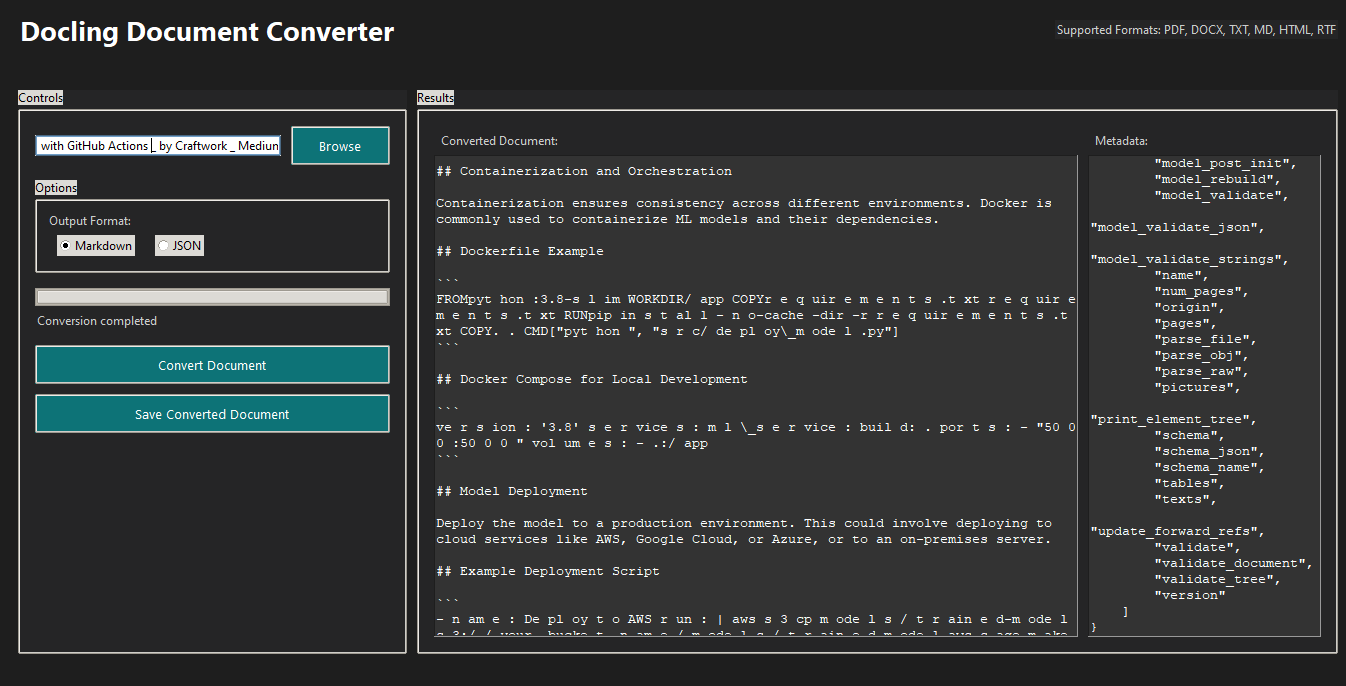 Docling Document Converter
Supported Formats: PDF, DOCX, TXT, MD, HTML, RTF
Controls
with GitHub Actions _ by Craftwork _ Medium
Browse
Options
Output Format:
Markdown
JSON
Conversion completed
Convert Document
Save Converted Document
Results
Converted Document:
## Containerization and Orchestration
Containerization ensures consistency across different environments. Docker is
commonly used to containerize ML models and their dependencies.
## Dockerfile Example
```
FROMpyt hon :3.8-s l im WORKDIR/ app COPYr e q uir e m e n t s .t xt r e q uir e
m e n t s .t xt RUNpip in s t al l - n o-cache -dir -r r e q uir e m e n t s .t
xt COPY. . CMD["pyt hon ", "s r c/ de pl oy\_m ode l .py"]
```
## Docker Compose for Local Development
```
ve r s ion : '3.8' s e r vice s : m l \_s e r vice : buil d: . por t s : - "50 0
0 :50 0 0 " vol um e s : - .:/ app
```
## Model Deployment
Deploy the model to a production environment. This could involve deploying to
cloud services like AWS, Google Cloud, or Azure, or to an on-premises server.
## Example Deployment Script
```
- n am e : De pl oy t o AWS r un : | aws s 3 cp m ode l s / t r ain e d-m ode l
Metadata:
"model_post_init",
"model_rebuild",
"model_validate",
"model_validate_json",
"model_validate_strings",
"name",
"num_pages",
"origin",
"pages",
"parse_file",
"parse_obj",
"parse_raw",
"pictures",
"print_element_tree",
"schema",
"schema_json",
"schema_name",
"tables",
"texts",
"update_forward_refs",
"validate",
"validate_document",
"validate_tree",
"version"
]
}